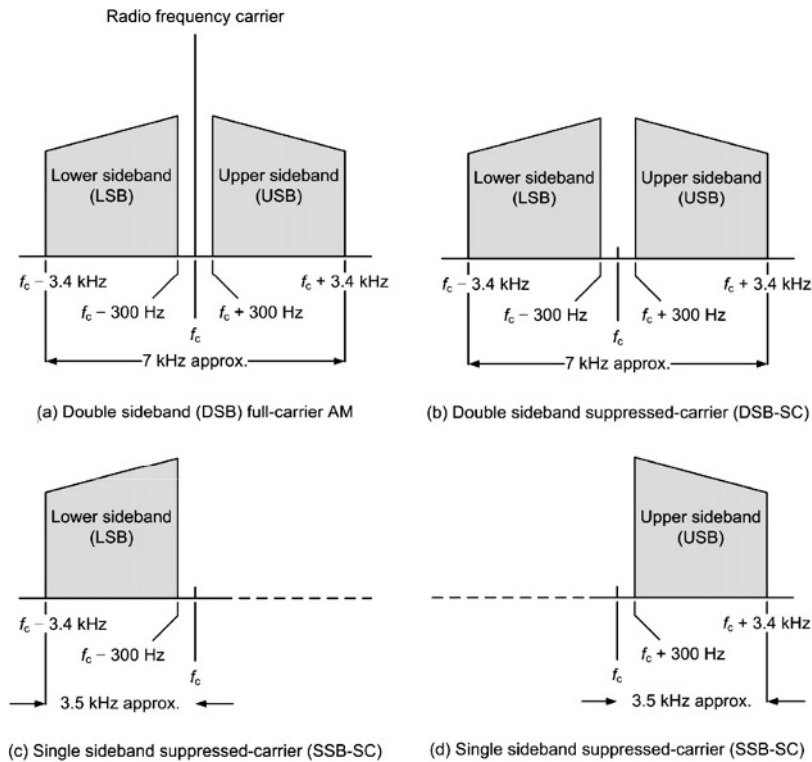 Radio frequency carrier
Lower sideband
(LSB)
Upper sideband
(USB)
fc − 3.4 kHz
fc + 3.4 kHz
fc − 300 Hz
fc + 300 Hz
fc
7 kHz approx.
(a) Double sideband (DSB) full-carrier AM
Lower sideband
(LSB)
Upper sideband
(USB)
fc − 3.4 kHz
fc + 3.4 kHz
fc − 300 Hz
fc + 300 Hz
fc
7 kHz approx.
(b) Double sideband suppressed-carrier (DSB-SC)
Lower sideband
(LSB)
fc − 3.4 kHz
fc − 300 Hz
fc
3.5 kHz approx.
(c) Single sideband suppressed-carrier (SSB-SC)
Upper sideband
(USB)
fc + 3.4 kHz
fc + 300 Hz
fc
3.5 kHz approx.
(d) Single sideband suppressed-carrier (SSB-SC)